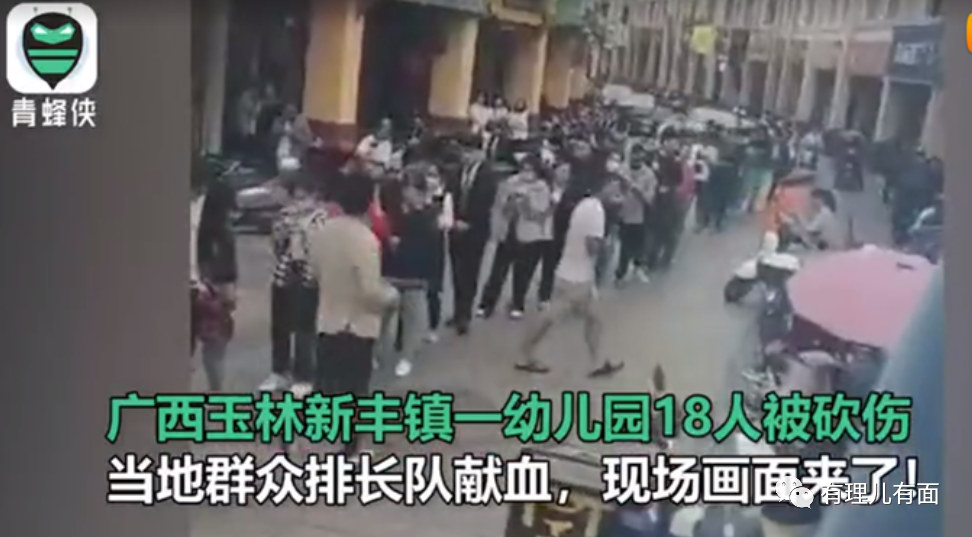 青蜂侠
广西玉林新丰镇一幼儿园18人被砍伤
当地群众排长队献血，现场画面来了!
有理儿有面